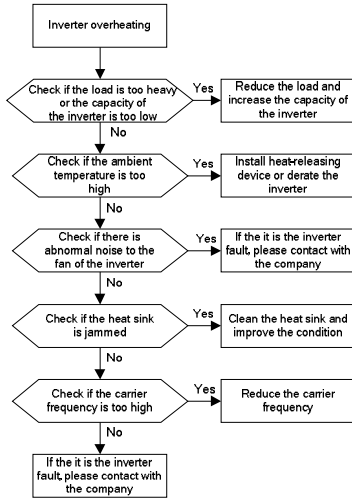 Inverter overheating
Check if the load is too heavy
or the capacity of
the inverter is too low
Yes
Reduce the load and
increase the capacity of
the inverter
No
Check if the ambient
temperature is too
high
Yes
Install heat-releasing
device or derate the
inverter
No
Check if there is
abnormal noise to the
fan of the inverter
Yes
If the it is the inverter
fault, please contact with
the company
No
Check if the heat sink
is jammed
Yes
Clean the heat sink and
improve the condition
No
Check if the carrier
frequency is too high
Yes
Reduce the carrier
frequency
No
If the it is the inverter
fault, please contact with
the company